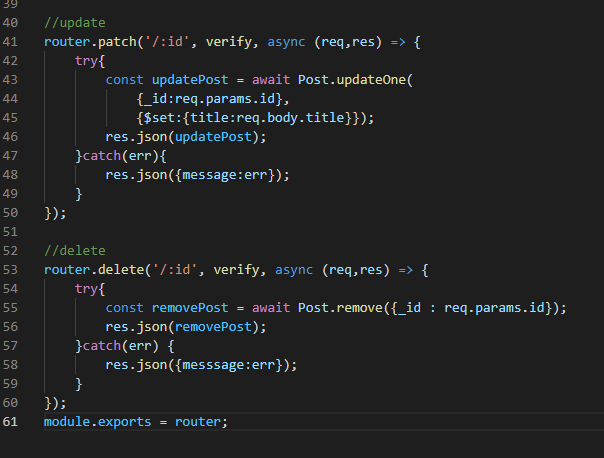 39
40 //update
41 router.patch('/:id', verify, async (req,res) => {
42     try{
43         const updatePost = await Post.updateOne(
44             {_id:req.params.id},
45             {$set:{title:req.body.title}});
46         res.json(updatePost);
47     }catch(err){
48         res.json({message:err});
49     }
50 });
51
52 //delete
53 router.delete('/:id', verify, async (req,res) => {
54     try{
55         const removePost = await Post.remove({_id : req.params.id});
56         res.json(removePost);
57     }catch(err) {
58         res.json({messsage:err});
59     }
60 });
61 module.exports = router;